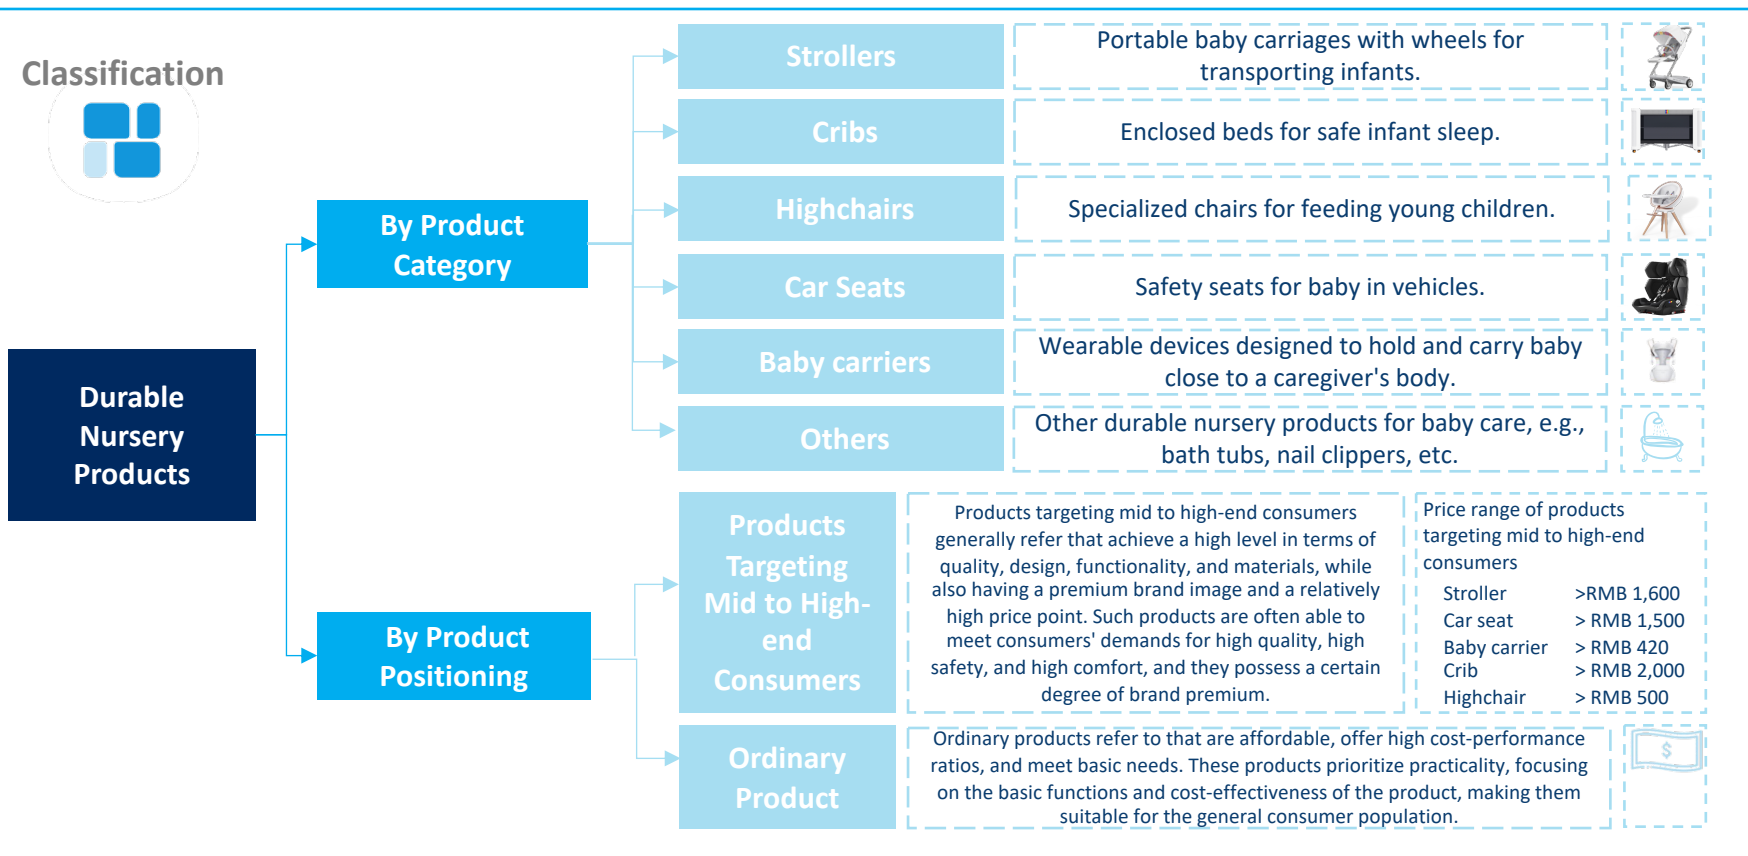 Classification
Durable
Nursery
Products
By Product
Category
Strollers
Portable baby carriages with wheels for
transporting infants.
Cribs
Enclosed beds for safe infant sleep.
Highchairs
Specialized chairs for feeding young children.
Car Seats
Safety seats for baby in vehicles.
Baby carriers
Wearable devices designed to hold and carry baby
close to a caregiver's body.
Others
Other durable nursery products for baby care, e.g.,
bath tubs, nail clippers, etc.
By Product
Positioning
Products
Targeting
Mid to High-
end
Consumers
Products targeting mid to high-end consumers
generally refer that achieve a high level in terms of
quality, design, functionality, and materials, while
also having a premium brand image and a relatively
high price point. Such products are often able to
meet consumers' demands for high quality, high
safety, and high comfort, and they possess a certain
degree of brand premium.
Price range of products
targeting mid to high-end
consumers
Stroller >RMB 1,600
Car seat > RMB 1,500
Baby carrier > RMB 420
Crib > RMB 2,000
Highchair > RMB 500
Ordinary
Product
Ordinary products refer to that are affordable, offer high cost-performance
ratios, and meet basic needs. These products prioritize practicality, focusing
on the basic functions and cost-effectiveness of the product, making them
suitable for the general consumer population.
$